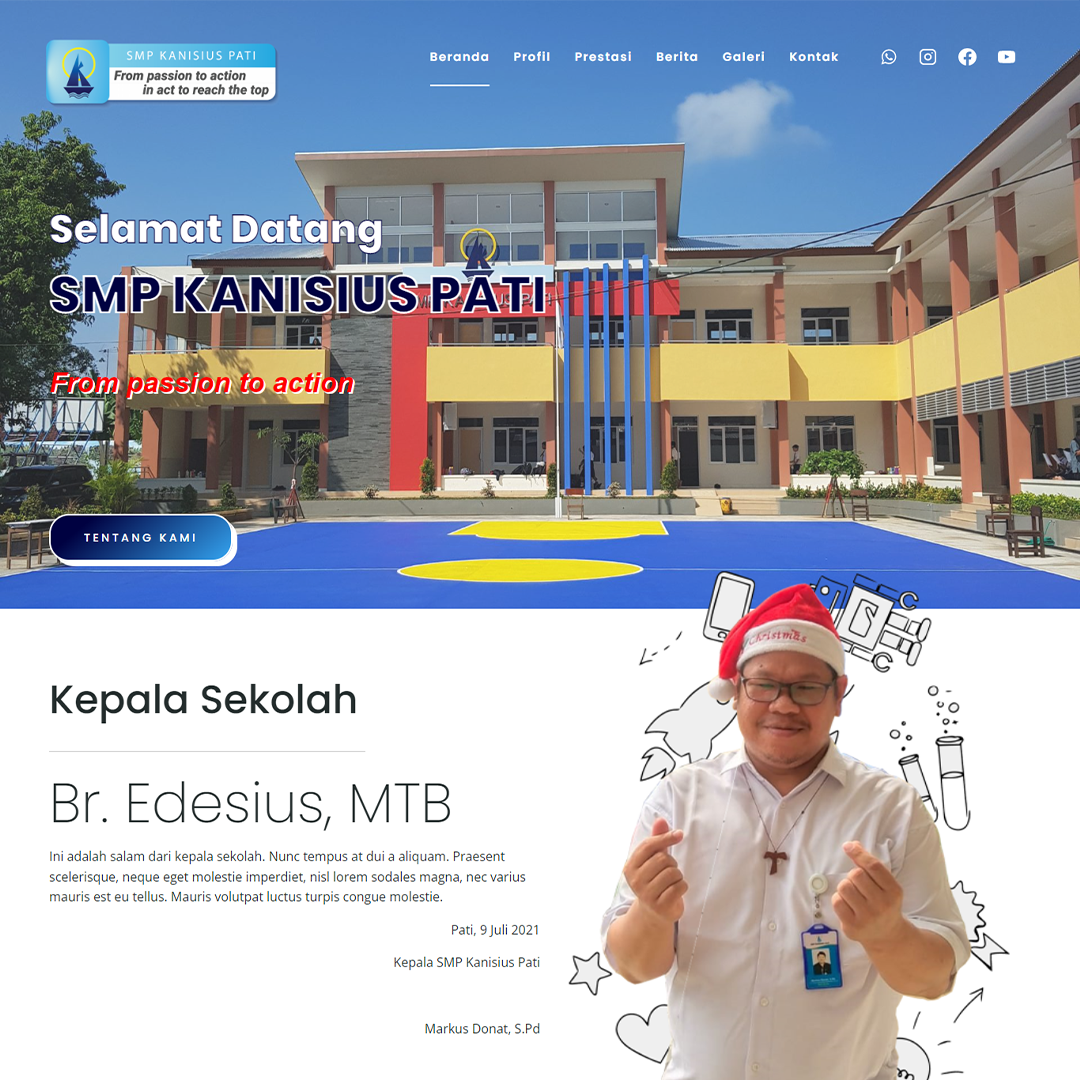 SMP KANISIUS PATI
From passion to action
in act to reach the top
Beranda Profil Prestasi Berita Galeri Kontak
Selamat Datang
SMP KANISIUS PATI
From passion to action
TENTANG KAMI
Christmas
Kepala Sekolah
Br. Edesius, MTB
Ini adalah salam dari kepala sekolah. Nunc tempus at dui a aliquam. Praesent
scelerisque, neque eget molestie imperdiet, nisl lorem sodales magna, nec varius
mauris est eu tellus. Mauris volutpat luctus turpis congue molestie.
Pati, 9 Juli 2021
Kepala SMP Kanisius Pati
Markus Donat, S.Pd